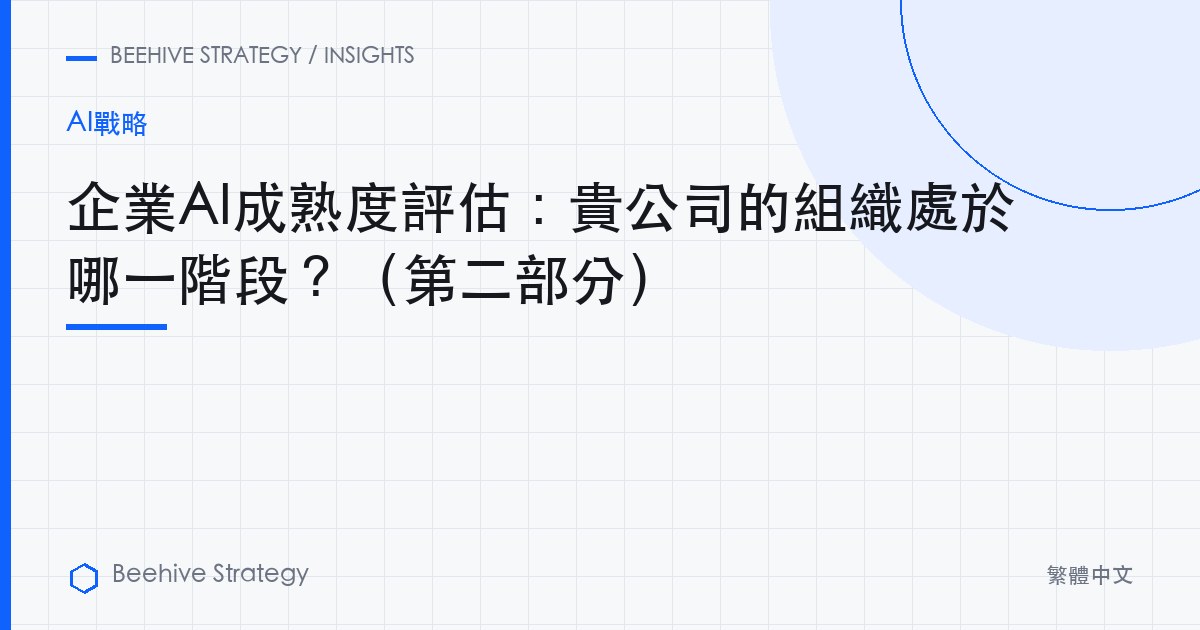 BEEHIVE STRATEGY / INSIGHTS
AI戰略
企業AI成熟度評估：貴公司的組織處於
哪一階段？（第二部分）
Beehive Strategy
繁體中文